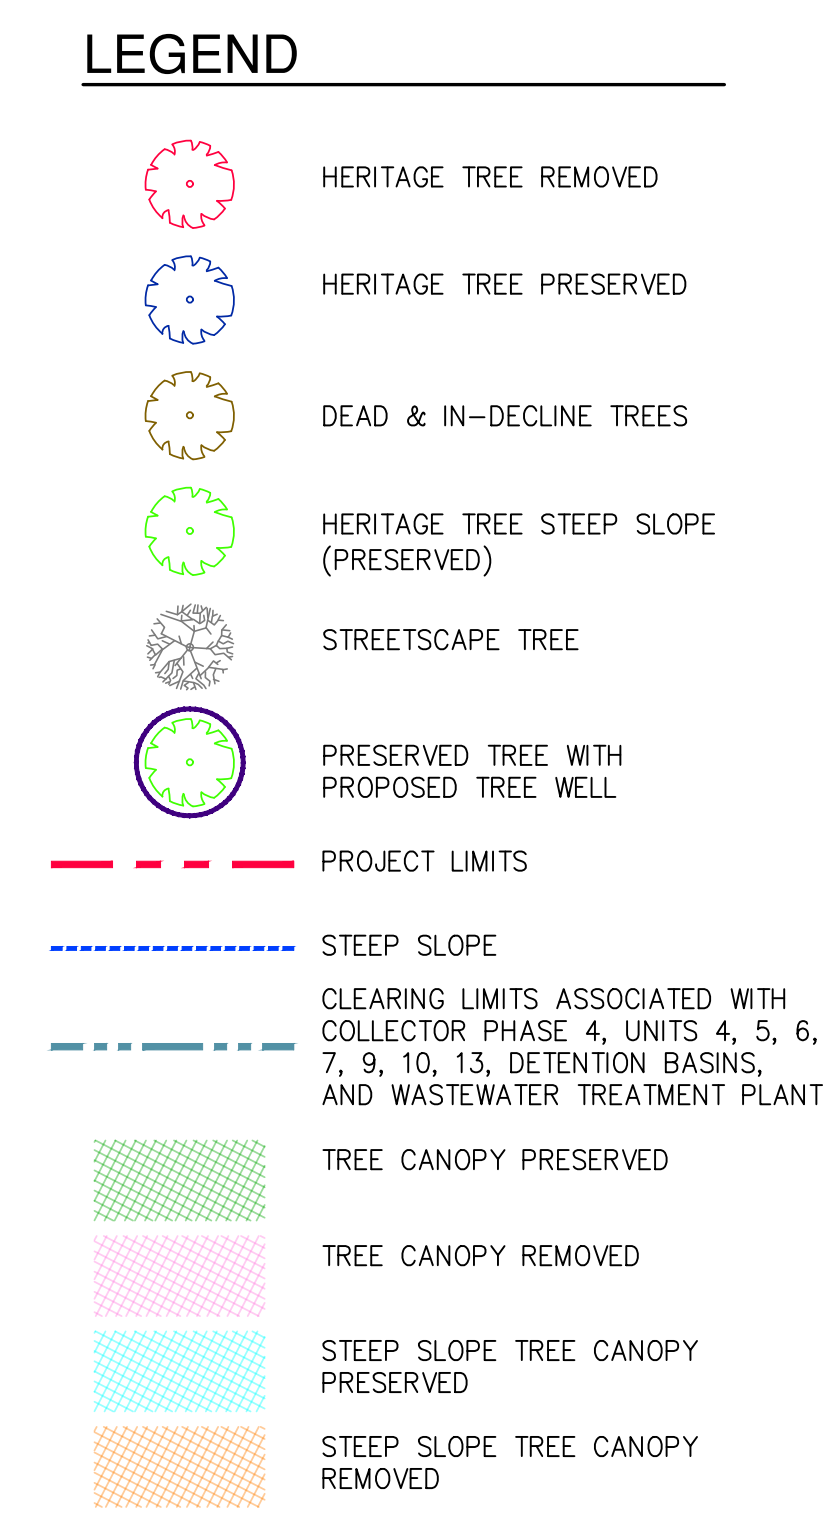 LEGEND
HERITAGE TREE REMOVED
HERITAGE TREE PRESERVED
DEAD & IN-DECLINE TREES
HERITAGE TREE STEEP SLOPE
(PRESERVED)
STREETSCAPE TREE
PRESERVED TREE WITH
PROPOSED TREE WELL
PROJECT LIMITS
STEEP SLOPE
CLEARING LIMITS ASSOCIATED WITH
COLLECTOR PHASE 4, UNITS 4, 5, 6,
7, 9, 10, 13, DETENTION BASINS,
AND WASTEWATER TREATMENT PLANT
TREE CANOPY PRESERVED
TREE CANOPY REMOVED
STEEP SLOPE TREE CANOPY
PRESERVED
STEEP SLOPE TREE CANOPY
REMOVED